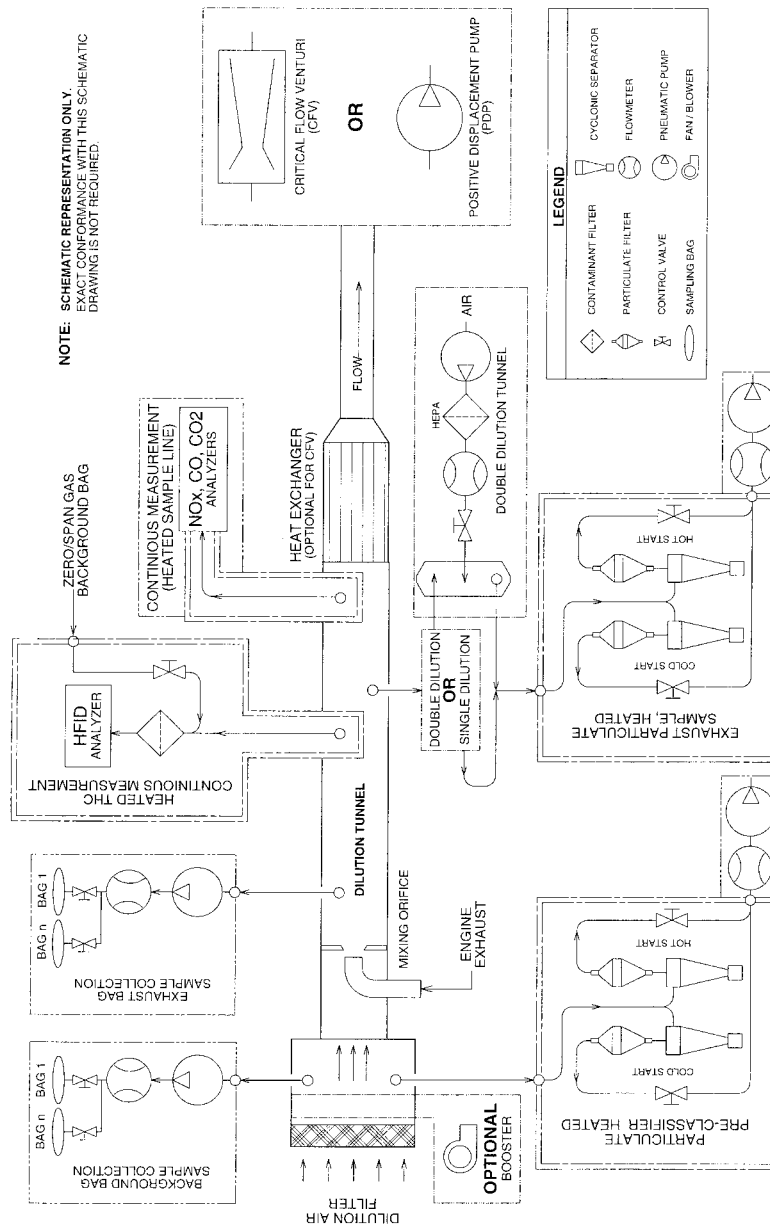 NOTE: SCHEMATIC REPRESENTATION ONLY.
EXACT CONFORMANCE WITH THIS SCHEMATIC
DRAWING IS NOT REQUIRED.
CRITICAL FLOW VENTURI
(CFV)
OR
POSITIVE DISPLACEMENT PUMP
(PDP)
FLOW
ZERO/SPAN GAS
BACKGROUND BAG
CONTINIOUS MEASUREMENT
(HEATED SAMPLE LINE)
NOx, CO, CO2
ANALYZERS
HEAT EXCHANGER
(OPTIONAL FOR CFV)
HFID
ANALYZER
HEATED THC
CONTINIOUS MEASUREMENT
BAG n
BAG 1
EXHAUST BAG
SAMPLE COLLECTION
BAG n
BAG 1
BACKGROUND BAG
SAMPLE COLLECTION
DILUTION TUNNEL
MIXING ORIFICE
ENGINE
EXHAUST
DILUTION AIR
FILTER
OPTIONAL
BOOSTER
DOUBLE DILUTION
OR
SINGLE DILUTION
HEPA
AIR
DOUBLE DILUTION TUNNEL
COLD START
HOT START
PARTICULATE
PRE-CLASSIFIER HEATED
COLD START
HOT START
EXHAUST PARTICULATE
SAMPLE, HEATED
LEGEND
CONTAMINANT FILTER
PARTICULATE FILTER
CONTROL VALVE
SAMPLING BAG
CYCLONIC SEPARATOR
FLOWMETER
PNEUMATIC PUMP
FAN / BLOWER